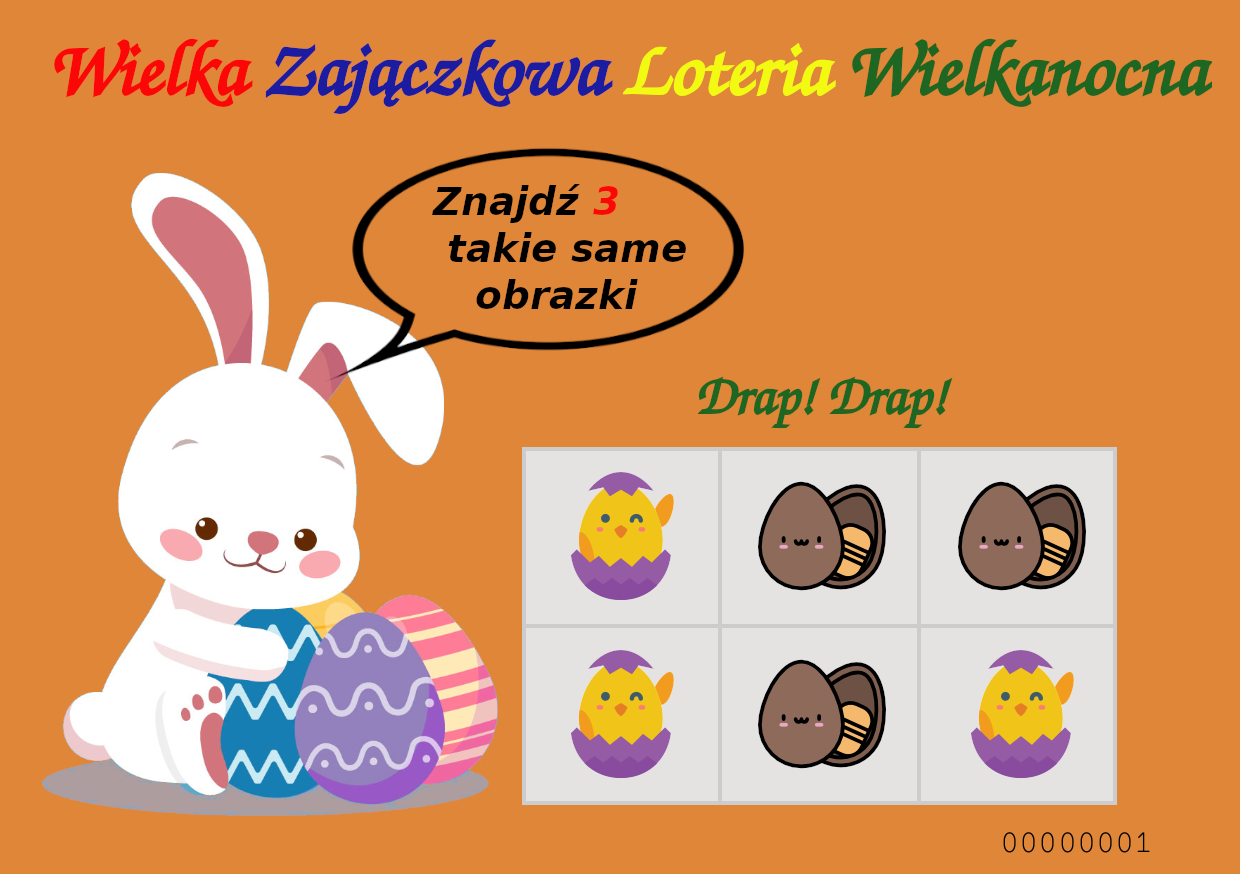 Wielka Zajączkowa Loteria Wielkanocna
Znajdź 3
takie same
obrazki
Drap! Drap!
00000001